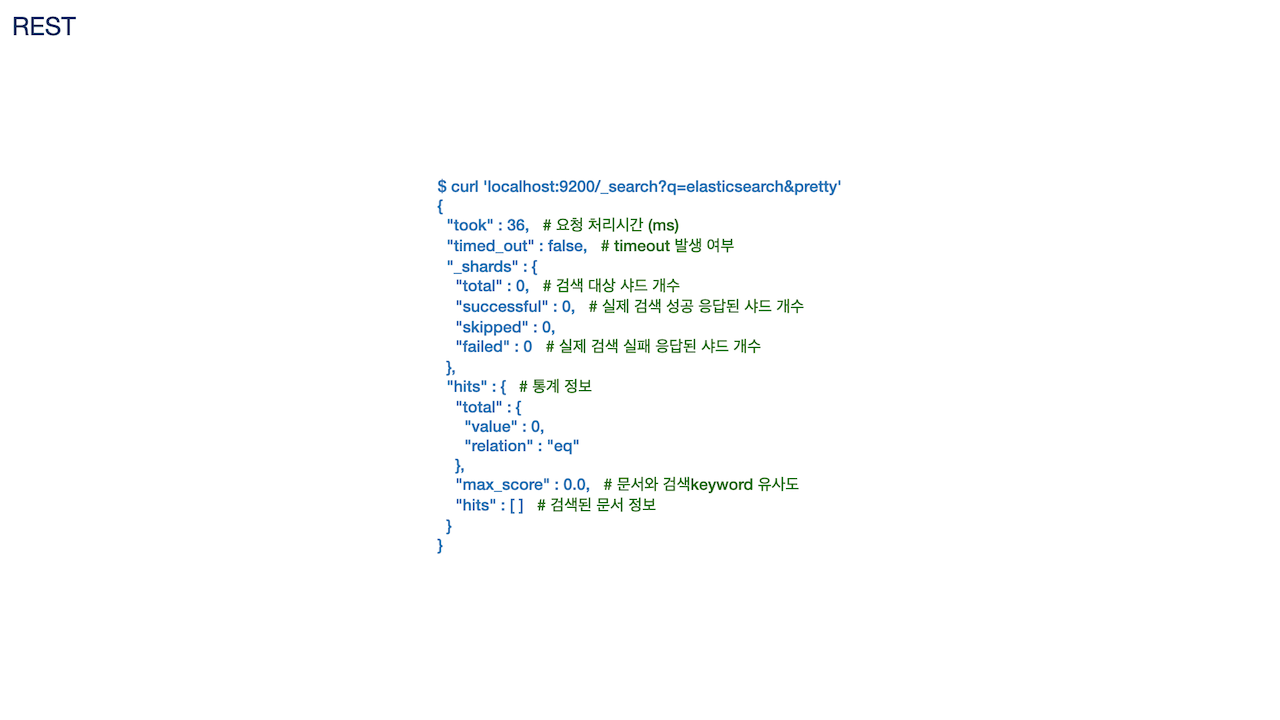 REST
$ curl 'localhost:9200/_search?q=elasticsearch&pretty'
{
"took" : 36, # 요청 처리시간 (ms)
"timed_out" : false, # timeout 발생 여부
"_shards" : {
"total" : 0, # 검색 대상 샤드 개수
"successful" : 0, # 실제 검색 성공 응답된 샤드 개수
"skipped" : 0,
"failed" : 0 # 실제 검색 실패 응답된 샤드 개수
},
"hits" : { # 통계 정보
"total" : {
"value" : 0,
"relation" : "eq"
},
"max_score" : 0.0, # 문서와 검색keyword 유사도
"hits" : [ ] # 검색된 문서 정보
}
}